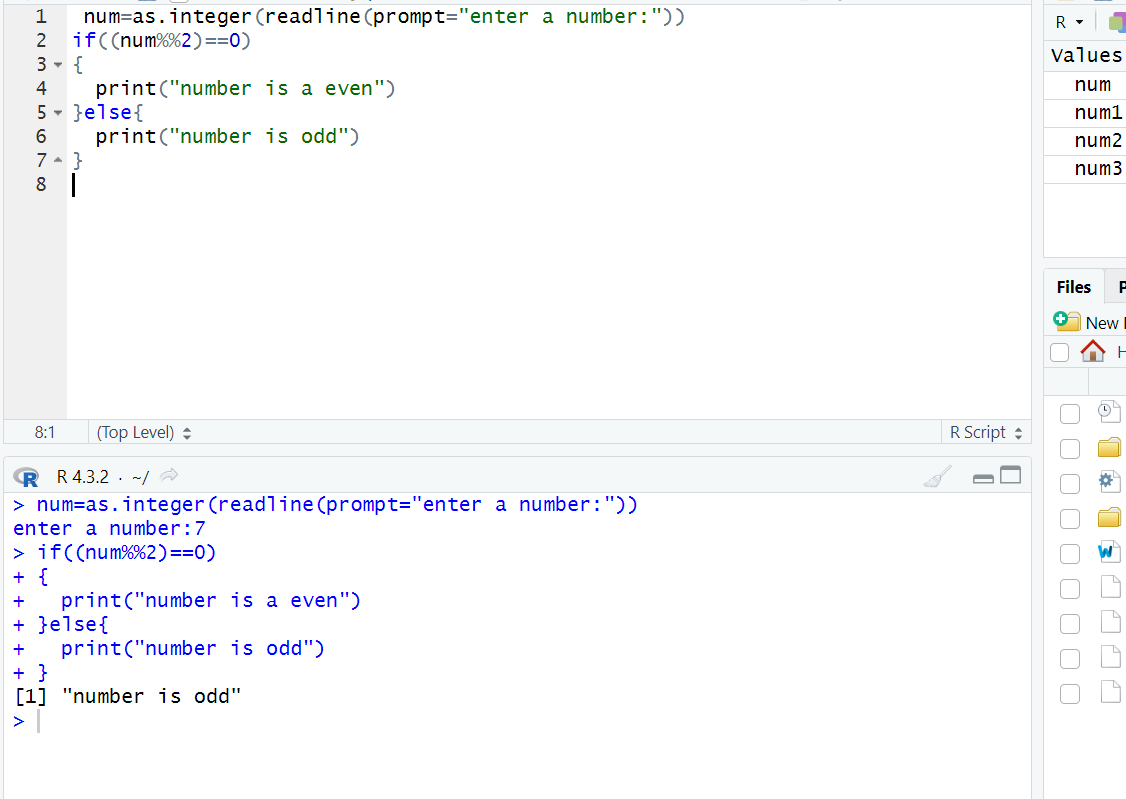 1 num=as.integer(readline(prompt="enter a number:"))
2 if((num%%2)==0)
3 {
4 print("number is a even")
5 }else{
6 print("number is odd")
7 }
8
8:1 (Top Level) R Script
R 4.3.2 · ~/
> num=as.integer(readline(prompt="enter a number:"))
enter a number:7
> if((num%%2)==0)
+ {
+ print("number is a even")
+ }else{
+ print("number is odd")
+ }
[1] "number is odd"
>
R
Values
num
num1
num2
num3
Files P
New
H